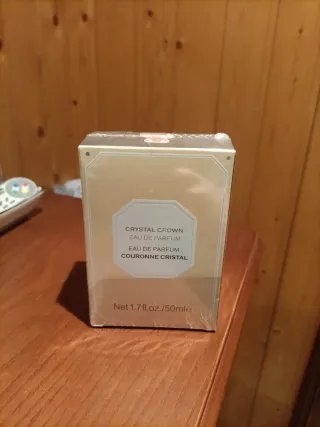 CRYSTAL CROWN
EAU DE PARFUM
EAU DE PARFUM
COURONNE CRISTAL
Net 1.7 fl.oz./50ml e